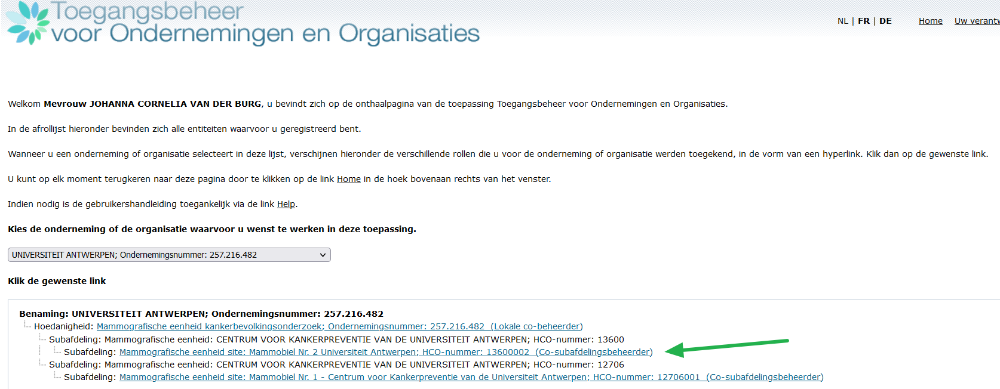 Toegangsbeheer
voor Ondernemingen en Organisaties
NL | FR | DE Home Uw verantw
Welkom Mevrouw JOHANNA CORNELIA VAN DER BURG, u bevindt zich op de onthaalpagina van de toepassing Toegangsbeheer voor Ondernemingen en Organisaties.
In de afrollijst hieronder bevinden zich alle entiteiten waarvoor u geregistreerd bent.
Wanneer u een onderneming of organisatie selecteert in deze lijst, verschijnen hieronder de verschillende rollen die u voor de onderneming of organisatie werden toegekend, in de vorm van een hyperlink. Klik dan op de gewenste link.
U kunt op elk moment terugkeren naar deze pagina door te klikken op de link Home in de hoek bovenaan rechts van het venster.
Indien nodig is de gebruikershandleiding toegankelijk via de link Help.
Kies de onderneming of de organisatie waarvoor u wenst te werken in deze toepassing.
UNIVERSITEIT ANTWERPEN; Ondernemingsnummer: 257.216.482
Klik de gewenste link
Benaming: UNIVERSITEIT ANTWERPEN; Ondernemingsnummer: 257.216.482
Hoedanigheid: Mammografische eenheid kankerbevolkingsonderzoek; Ondernemingsnummer: 257.216.482 (Lokale co-beheerder)
Subafdeling: Mammografische eenheid: CENTRUM VOOR KANKERPREVENTIE VAN DE UNIVERSITEIT ANTWERPEN; HCO-nummer: 13600
Subafdeling: Mammografische eenheid site: Mammobiel Nr. 2 Universiteit Antwerpen; HCO-nummer: 13600002 (Co-subafdelingsbeheerder)
Subafdeling: Mammografische eenheid: CENTRUM VOOR KANKERPREVENTIE VAN DE UNIVERSITEIT ANTWERPEN; HCO-nummer: 12706
Subafdeling: Mammografische eenheid site: Mammobiel Nr. 1 - Centrum voor Kankerpreventie van de Universiteit Antwerpen; HCO-nummer: 12706001 (Co-subafdelingsbeheerder)